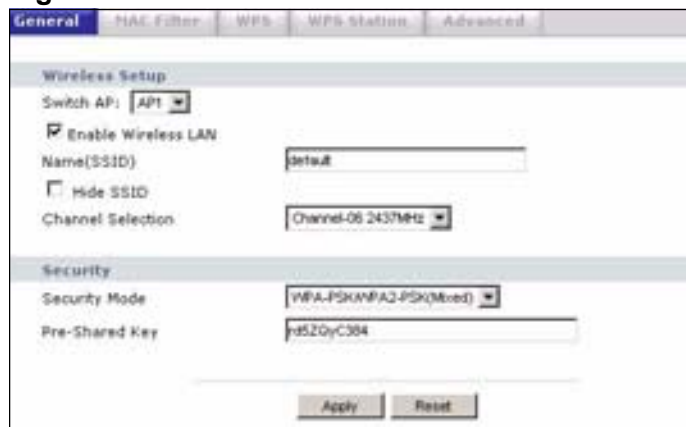 General MAC Filter WPS WPS Station Advanced
Wireless Setup
Switch AP: AP1
Enable Wireless LAN
Name(SSID) default
Hide SSID
Channel Selection Channel-06 2437MHz
Security
Security Mode WPA-PSK/WPA2-PSK(Mixed)
Pre-Shared Key
Apply Reset